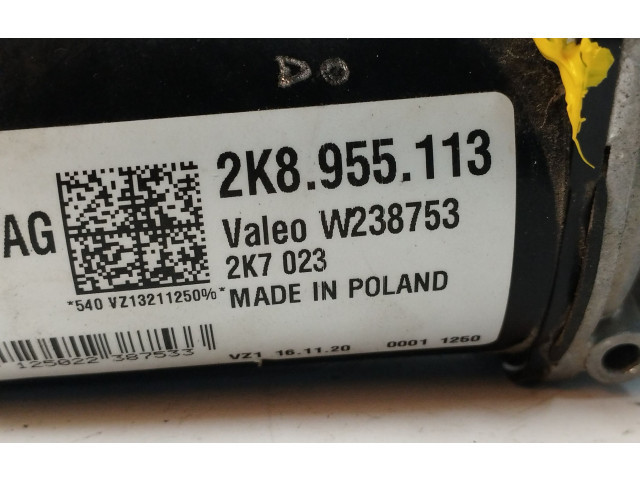 DO
2K8.955.113
AG
Valeo W238753
2K7 023
*540 VZ13211250%*
MADE IN POLAND
125022 387533
VZ1 16.11.20 0001 1250